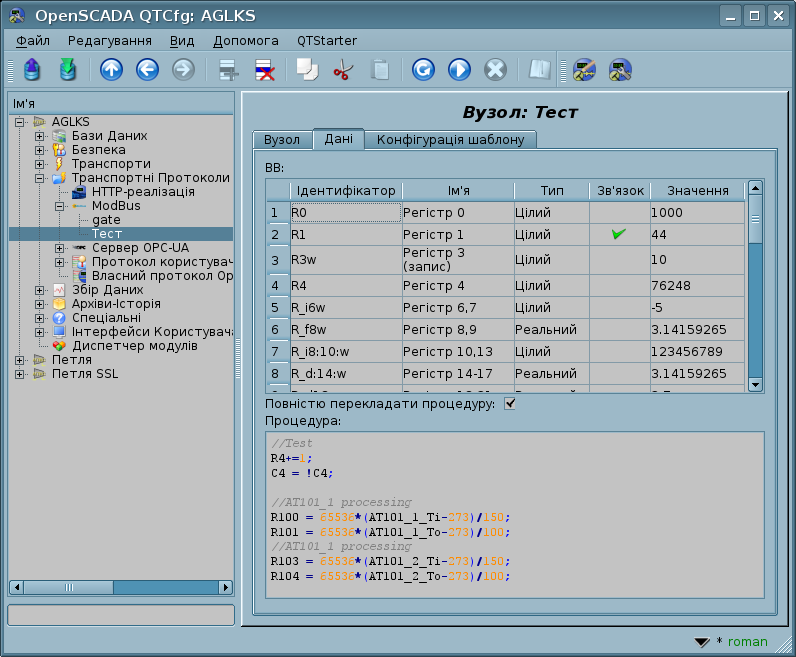 OpenSCADA QTCfg: AGLKS
Файл Редагування Вид Допомога QTStarter
Ім'я
AGLKS
Бази Даних
Безпека
Транспорти
Транспортні Протоколи
HTTP-реалізація
ModBus
gate
Тест
Сервер OPC-UA
Протокол користувач
Власний протокол Op
Збір Даних
Архіви-Історія
Спеціальні
Інтерфейси Користувача
Диспетчер модулів
Петля
Петля SSL
Вузол: Тест
Вузол Дані Конфігурація шаблону
ВВ:
Ідентифікатор Ім'я Тип Зв'язок Значення
1 R0 Регістр 0 Цілий 1000
2 R1 Регістр 1 Цілий 44
3 R3w Регістр 3 (запис) Цілий 10
4 R4 Регістр 4 Цілий 76248
5 R_i6w Регістр 6,7 Цілий -5
6 R_f8w Регістр 8,9 Реальний 3.14159265
7 R_i8:10:w Регістр 10,13 Цілий 123456789
8 R_d:14:w Регістр 14-17 Реальний 3.14159265
Повністю перекладати процедуру:
Процедура:
//Test
R4+=1;
C4 = !C4;
//AT101_1 processing
R100 = 65536*(AT101_1_Ti-273)/150;
R101 = 65536*(AT101_1_To-273)/100;
//AT101_1 processing
R103 = 65536*(AT101_2_Ti-273)/150;
R104 = 65536*(AT101_2_To-273)/100;
* roman